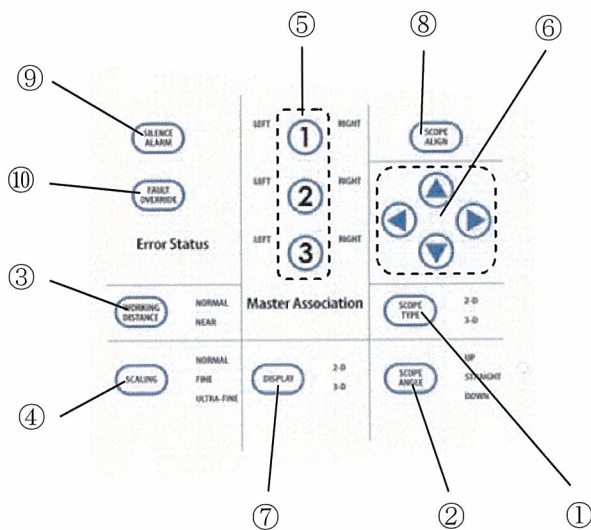 ⑤
⑧
⑥
⑨
SILENCE
ALARM
LEFT
1
RIGHT
SCOPE
ALIGN
⑩
FAULT
OVERRIDE
LEFT
2
RIGHT
Error Status
LEFT
3
RIGHT
③
WORKING
DISTANCE
NORMAL
NEAR
Master Association
SCOPE
TYPE
2-D
3-D
④
SCALING
NORMAL
FINE
ULTRA-FINE
DISPLAY
2-D
3-D
SCOPE
ANGLE
UP
STRAIGHT
DOWN
⑦
②
①